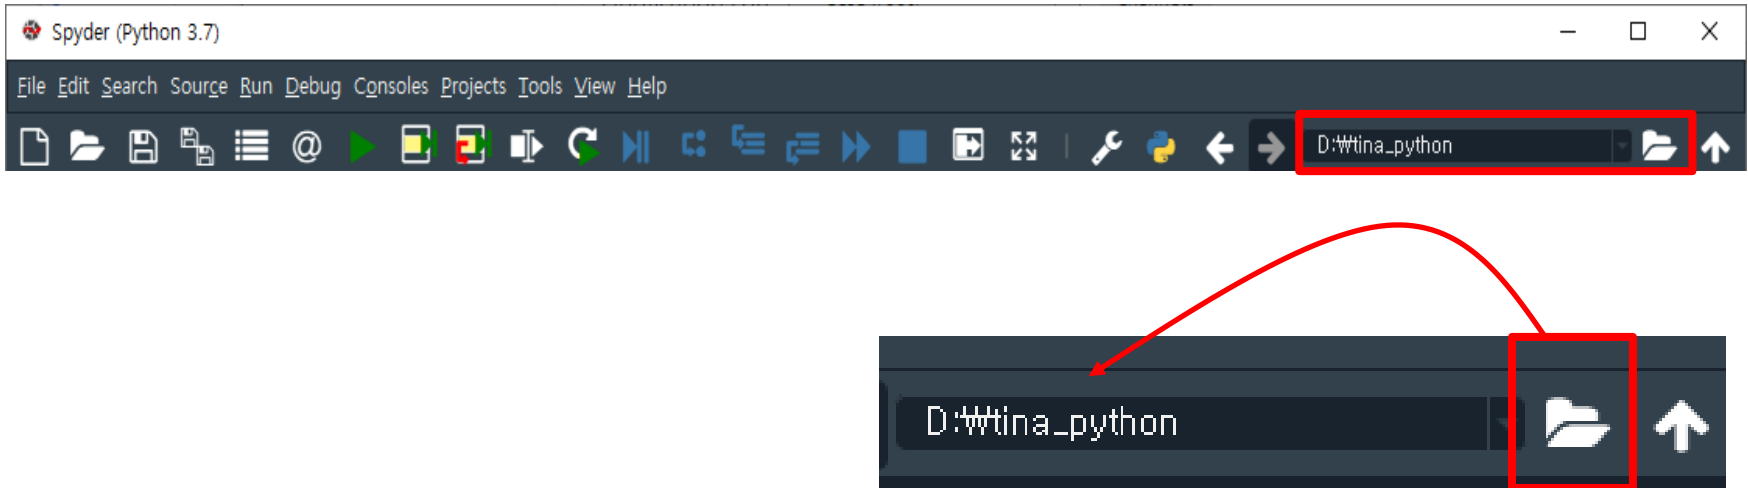 Spyder (Python 3.7)
File Edit Search Source Run Debug Consoles Projects Tools View Help
D:₩tina_python
D:₩tina_python